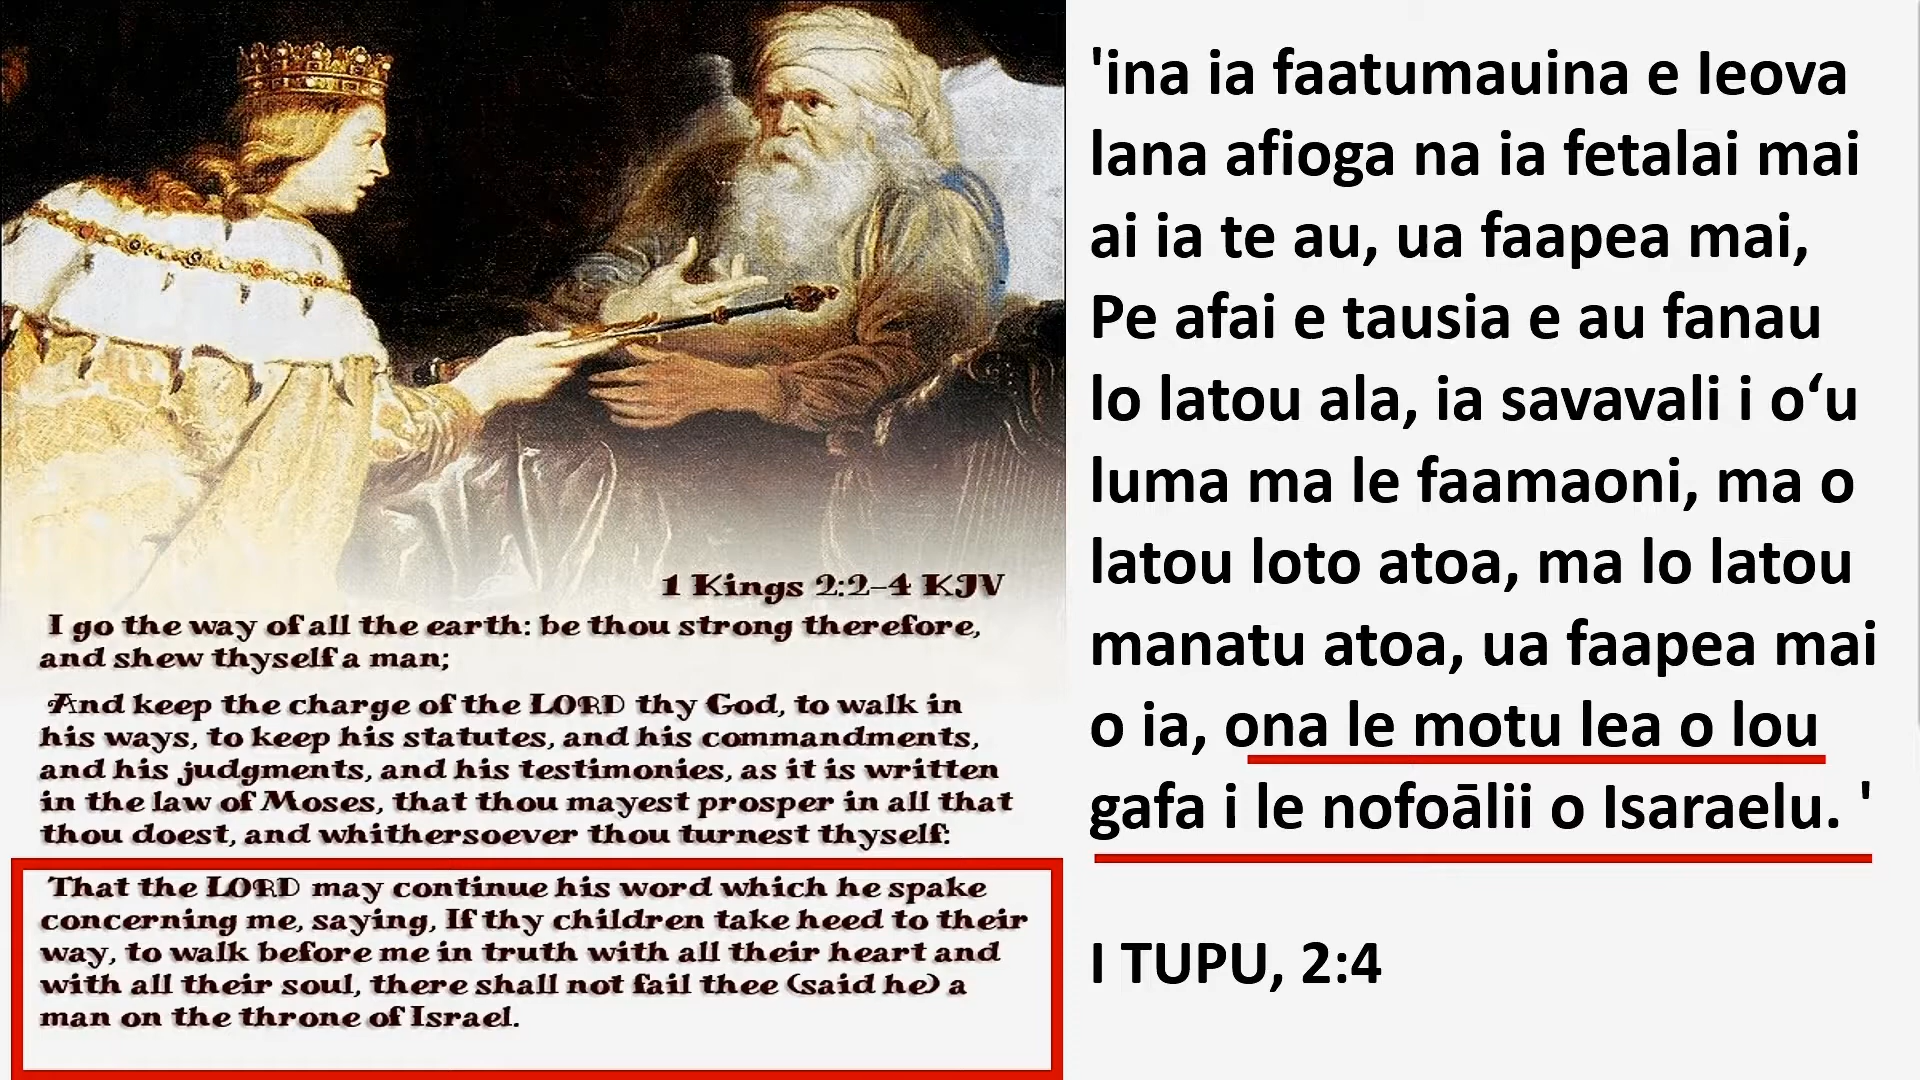 1 Kings 2:2-4 KJV
I go the way of all the earth: be thou strong therefore,
and shew thyself a man;
And keep the charge of the LORD thy God, to walk in
his ways, to keep his statutes, and his commandments,
and his judgments, and his testimonies, as it is written
in the law of Moses, that thou mayest prosper in all that
thou doest, and whithersoever thou turnest thyself:
That the LORD may continue his word which he spake
concerning me, saying, If thy children take heed to their
way, to walk before me in truth with all their heart and
with all their soul, there shall not fail thee (said he) a
man on the throne of Israel.
'ina ia faatumauina e Ieova
lana afioga na ia fetalai mai
ai ia te au, ua faapea mai,
Pe afai e tausia e au fanau
lo latou ala, ia savavali i o‘u
luma ma le faamaoni, ma o
latou loto atoa, ma lo latou
manatu atoa, ua faapea mai
o ia, ona le motu lea o lou
gafa i le nofoālii o Isaraelu. '
I TUPU, 2:4